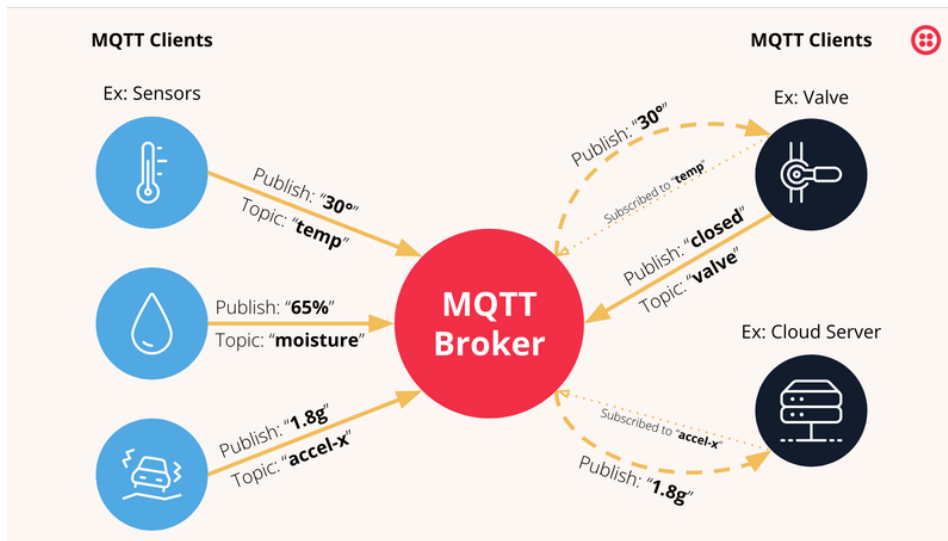 MQTT Clients
MQTT Clients
Ex: Sensors
Ex: Valve
Publish: “30°”
Topic: “temp”
Publish: “30°”
Subscribed to “temp”
Publish: “closed”
Topic: “valve”
Publish: “65%”
Topic: “moisture”
MQTT
Broker
Ex: Cloud Server
Publish: “1.8g”
Topic: “accel-x”
Subscribed to “accel-x”
Publish: “1.8g”